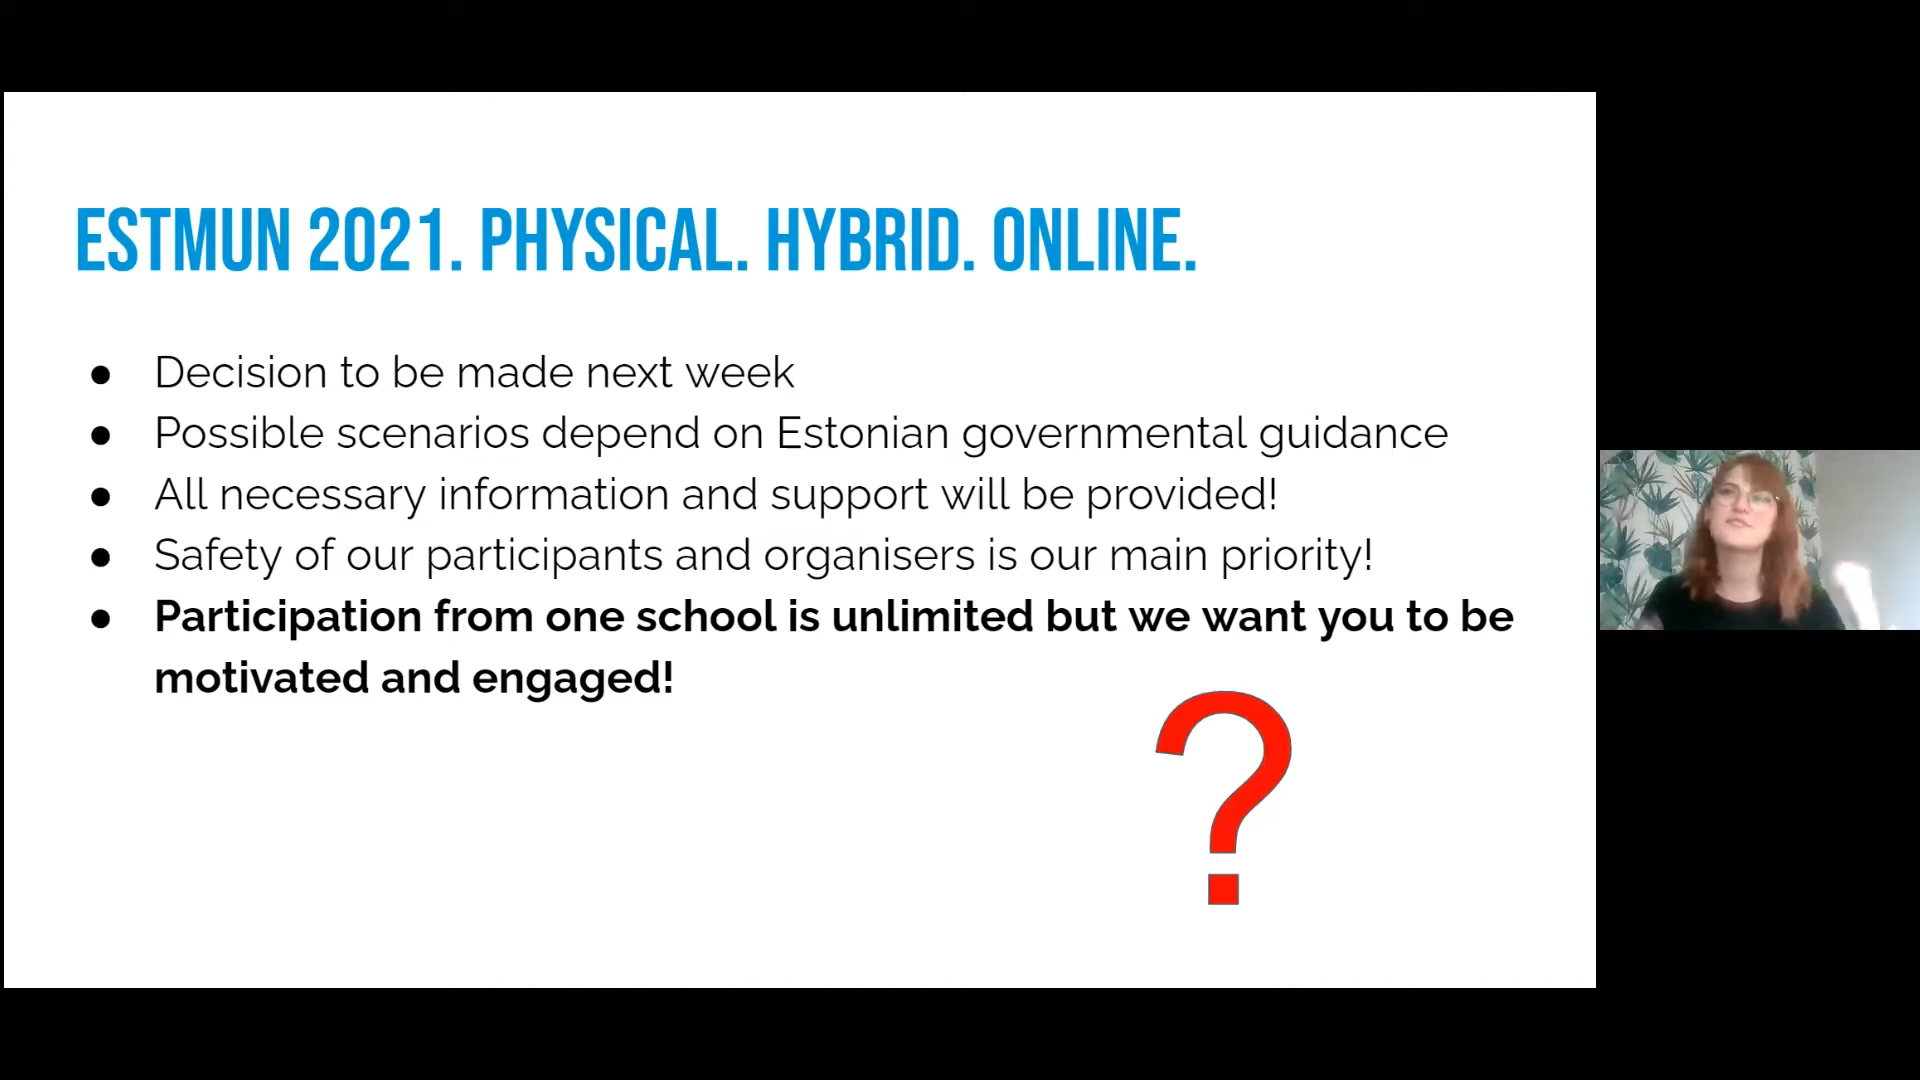 ESTMUN 2021. PHYSICAL. HYBRID. ONLINE.
● Decision to be made next week
● Possible scenarios depend on Estonian governmental guidance
● All necessary information and support will be provided!
● Safety of our participants and organisers is our main priority!
● Participation from one school is unlimited but we want you to be
motivated and engaged!
?